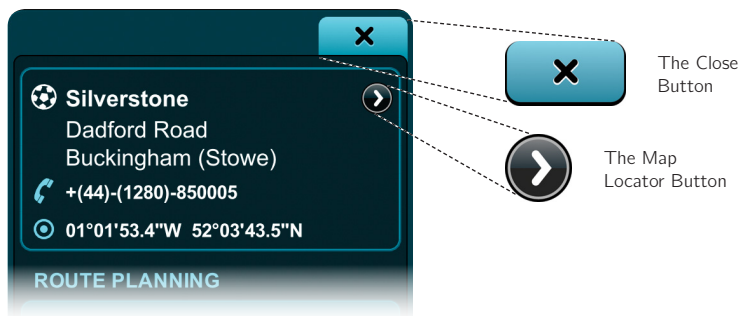 Silverstone
Dadford Road
Buckingham (Stowe)
+(44)-(1280)-850005
01°01'53.4"W 52°03'43.5"N
ROUTE PLANNING
The Close
Button
The Map
Locator Button